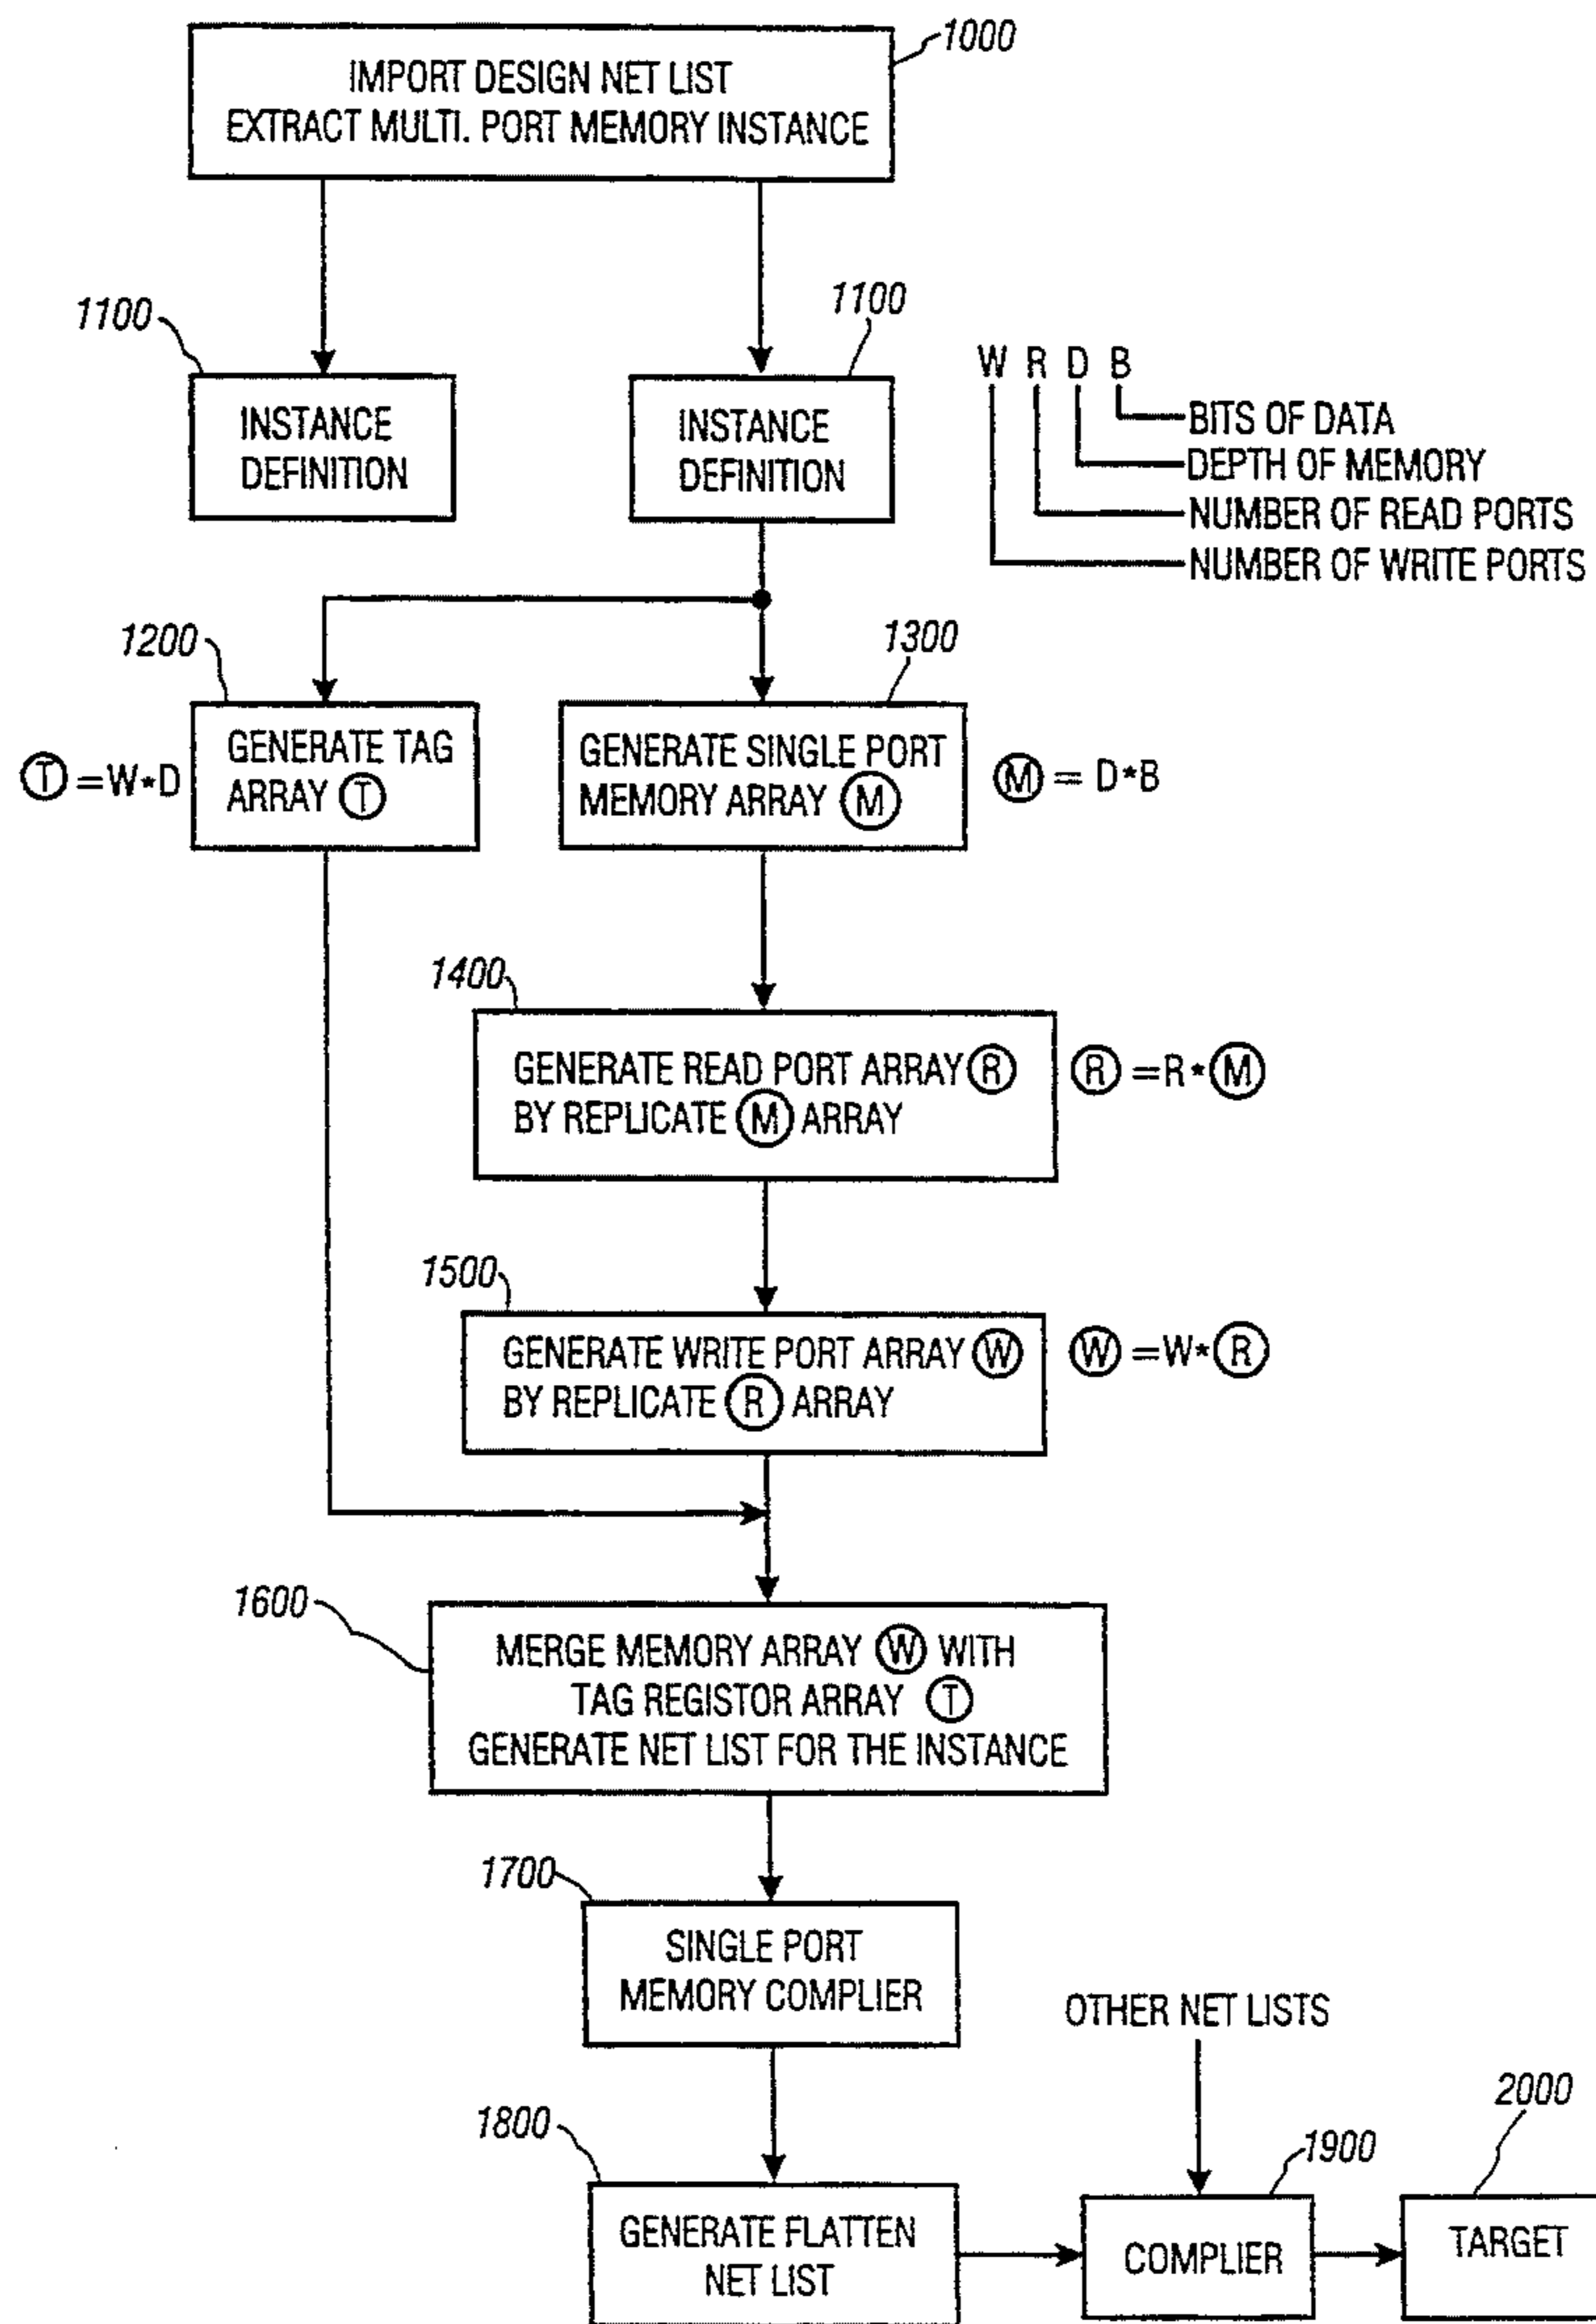 1000
IMPORT DESIGN NET LIST
EXTRACT MULTI. PORT MEMORY INSTANCE
1100
INSTANCE
DEFINITION
1100
INSTANCE
DEFINITION
W R D B
BITS OF DATA
DEPTH OF MEMORY
NUMBER OF READ PORTS
NUMBER OF WRITE PORTS
1200
Ⓣ =W*D
GENERATE TAG
ARRAY Ⓣ
1300
GENERATE SINGLE PORT
MEMORY ARRAY Ⓜ
Ⓜ = D*B
1400
GENERATE READ PORT ARRAY Ⓡ
BY REPLICATE Ⓜ ARRAY
Ⓡ =R*Ⓜ
1500
GENERATE WRITE PORT ARRAY Ⓦ
BY REPLICATE Ⓡ ARRAY
Ⓦ =W*Ⓡ
1600
MERGE MEMORY ARRAY Ⓦ WITH
TAG REGISTOR ARRAY Ⓣ
GENERATE NET LIST FOR THE INSTANCE
1700
SINGLE PORT
MEMORY COMPLIER
OTHER NET LISTS
1800
GENERATE FLATTEN
NET LIST
1900
COMPLIER
2000
TARGET